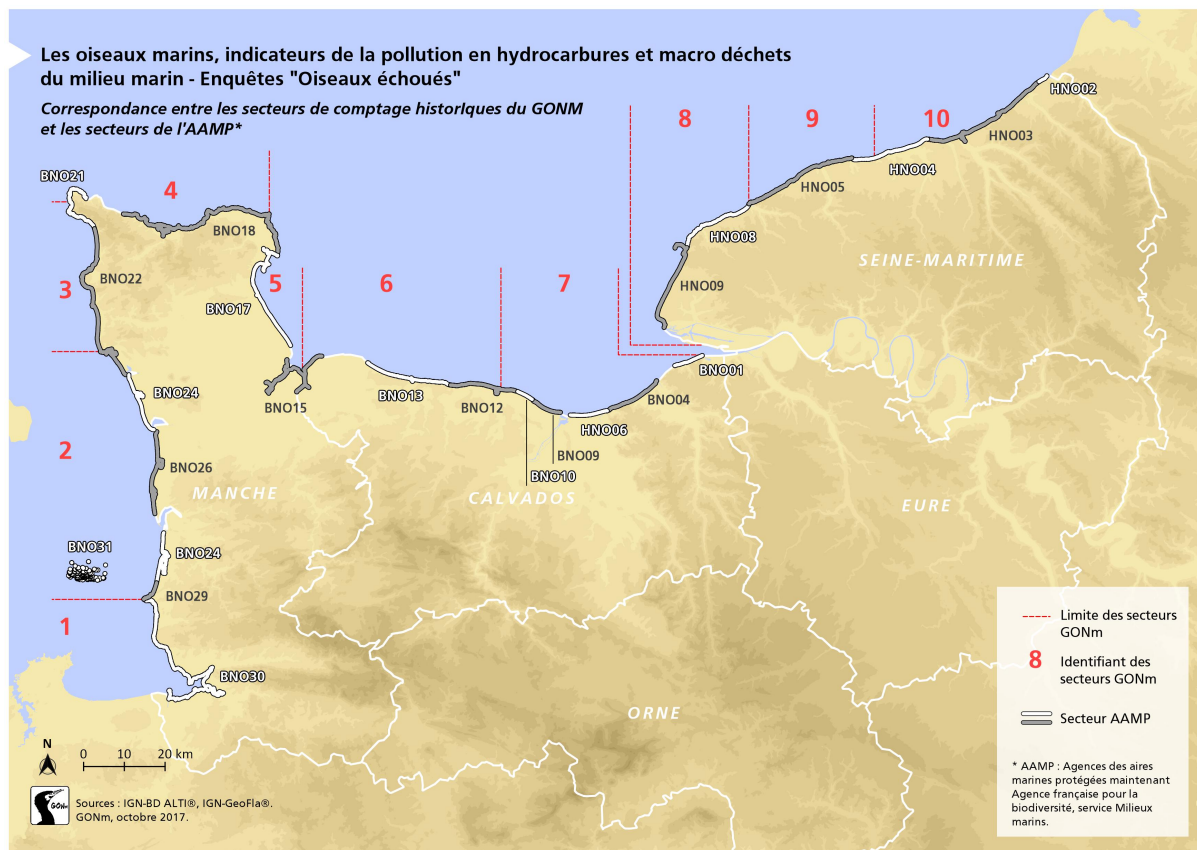 Les oiseaux marins, indicateurs de la pollution en hydrocarbures et macro déchets
du milieu marin - Enquêtes "Oiseaux échoués"
Correspondance entre les secteurs de comptage historIques du GONM
et les secteurs de l'AAMP*
HNO02
8
9
10
HNO03
HNO04
BNO21
4
HNO05
BNO18
HNO08
SEINE-MARITIME
BNO22
3
5
6
7
HNO09
BNO17
BNO01
BNO24
BNO13
BNO15
BNO12
BNO04
HNO06
2
BNO09
BNO26
BNO10
MANCHE
CALVADOS
EURE
BNO31
BNO24
BNO29
1
BNO30
ORNE
Limite des secteurs
GONm
8
Identifiant des
secteurs GONm
Secteur AAMP
* AAMP : Agences des aires
marines protégées maintenant
Agence française pour la
biodiversité, service Milieux
marins.
N
0 10 20 km
GONm
Sources : IGN-BD ALTI®, IGN-GeoFla®.
GONm, octobre 2017.